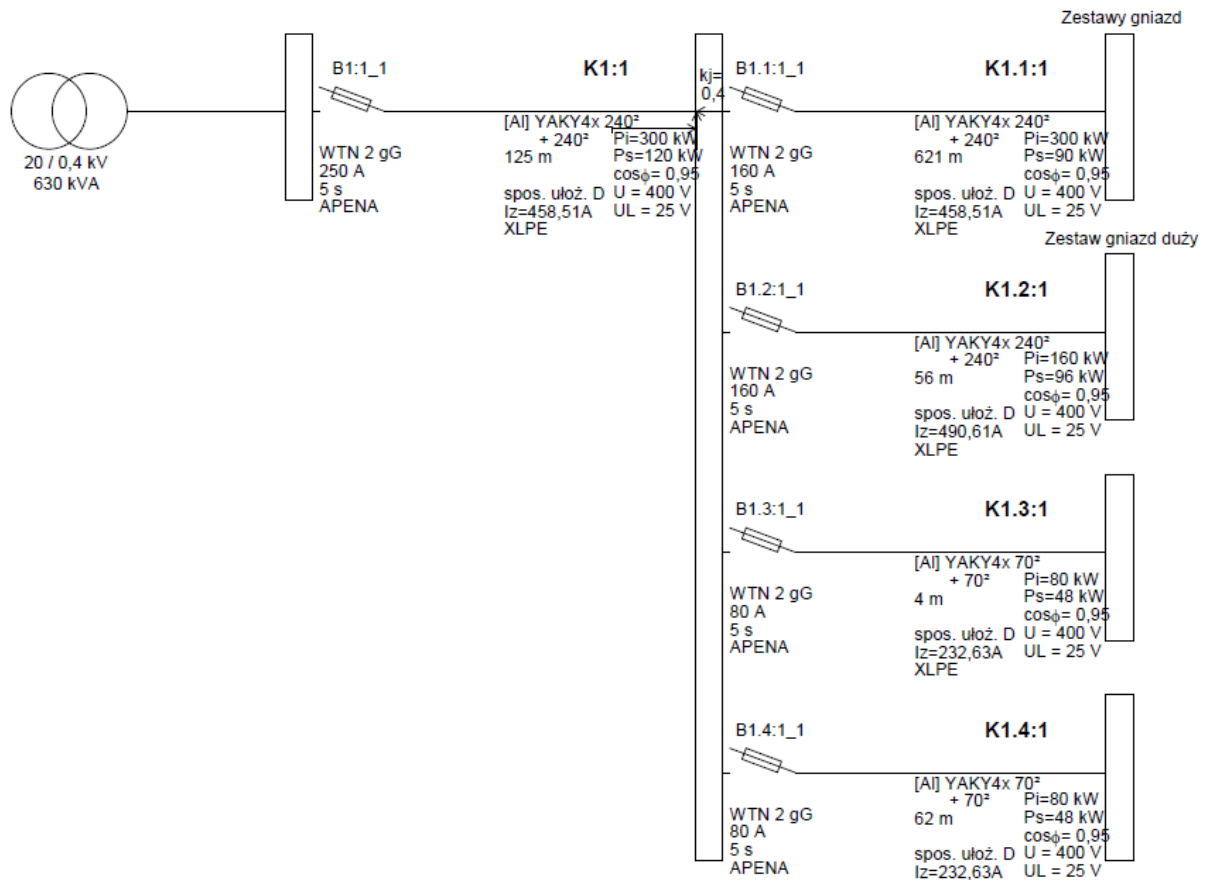 Zestawy gniazd
B1:1_1
K1:1
kj=
0,4
B1.1:1_1
K1.1:1
20 / 0,4 kV
630 kVA
WTN 2 gG
250 A
5 s
APENA
[Al] YAKY4x 240²
+ 240²
125 m
spos. ułoż. D
Iz=458,51A
XLPE
Pi=300 kW
Ps=120 kW
cosϕ= 0,95
U = 400 V
UL = 25 V
WTN 2 gG
160 A
5 s
APENA
[Al] YAKY4x 240²
+ 240²
621 m
spos. ułoż. D
Iz=458,51A
XLPE
Pi=300 kW
Ps=90 kW
cosϕ= 0,95
U = 400 V
UL = 25 V
Zestaw gniazd duży
B1.2:1_1
K1.2:1
WTN 2 gG
160 A
5 s
APENA
[Al] YAKY4x 240²
+ 240²
56 m
spos. ułoż. D
Iz=490,61A
XLPE
Pi=160 kW
Ps=96 kW
cosϕ= 0,95
U = 400 V
UL = 25 V
B1.3:1_1
K1.3:1
WTN 2 gG
80 A
5 s
APENA
[Al] YAKY4x 70²
+ 70²
4 m
spos. ułoż. D
Iz=232,63A
XLPE
Pi=80 kW
Ps=48 kW
cosϕ= 0,95
U = 400 V
UL = 25 V
B1.4:1_1
K1.4:1
WTN 2 gG
80 A
5 s
APENA
[Al] YAKY4x 70²
+ 70²
62 m
spos. ułoż. D
Iz=232,63A
Pi=80 kW
Ps=48 kW
cosϕ= 0,95
U = 400 V
UL = 25 V